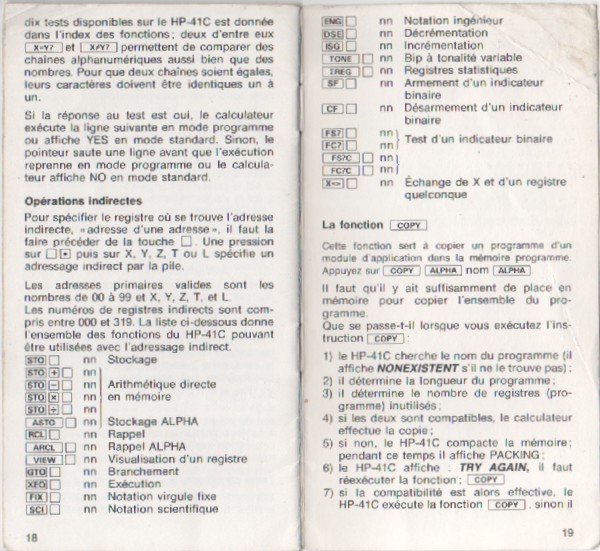 dix tests disponibles sur le HP-41C est donnée
dans l'index des fonctions; deux d'entre eux
X=Y? et X≠Y? permettent de comparer des
chaînes alphanumériques aussi bien que des
nombres. Pour que deux chaînes soient égales,
leurs caractères doivent être identiques un à
un.
Si la réponse au test est oui, le calculateur
exécute la ligne suivante en mode programme
ou affiche YES en mode standard. Sinon, le
pointeur saute une ligne avant que l'exécution
reprenne en mode programme ou le calcula-
teur affiche NO en mode standard.
Opérations indirectes
Pour spécifier le registre où se trouve l'adresse
indirecte, «adresse d'une adresse», il faut la
faire précéder de la touche □. Une pression
sur □ • puis sur X, Y, Z, T ou L spécifie un
adressage indirect par la pile.
Les adresses primaires valides sont les
nombres de 00 à 99 et X, Y, Z, T, et L.
Les numéros de registres indirects sont com-
pris entre 000 et 319. La liste ci-dessous donne
l'ensemble des fonctions du HP-41C pouvant
être utilisées avec l'adressage indirect.
STO □ nn Stockage
STO + □ nn
STO − □ nn Arithmétique directe
STO × □ nn en mémoire
STO ÷ □ nn
ASTO □ nn Stockage ALPHA
RCL □ nn Rappel
ARCL □ nn Rappel ALPHA
VIEW □ nn Visualisation d'un registre
GTO □ nn Branchement
XEQ □ nn Exécution
FIX □ nn Notation virgule fixe
SCI □ nn Notation scientifique
18
ENG □ nn Notation ingénieur
DSE □ nn Décrémentation
ISG □ nn Incrémentation
TONE □ nn Bip à tonalité variable
ΣREG □ nn Registres statistiques
SF □ nn Armement d'un indicateur
binaire
CF □ nn Désarmement d'un indicateur
binaire
FS? □ nn
FC? □ nn } Test d'un indicateur binaire
FS?C □ nn
FC?C □ nn
X<> □ nn Échange de X et d'un registre
quelconque
La fonction COPY
Cette fonction sert à copier un programme d'un
module d'application dans la mémoire programme.
Appuyez sur COPY ALPHA nom ALPHA.
Il faut qu'il y ait suffisamment de place en
mémoire pour copier l'ensemble du pro-
gramme.
Que se passe-t-il lorsque vous exécutez l'ins-
truction COPY :
1) le HP-41C cherche le nom du programme (il
affiche NONEXISTENT s'il ne le trouve pas);
2) il détermine la longueur du programme;
3) il détermine le nombre de registres (pro-
gramme) inutilisés;
4) si les deux sont compatibles, le calculateur
effectue la copie;
5) si non, le HP-41C compacte la mémoire;
pendant ce temps il affiche PACKING;
6) le HP-41C affiche : TRY AGAIN, il faut
réexécuter la fonction; COPY
7) si la compatibilité est alors effective, le
HP-41C exécute la fonction COPY , sinon il
19